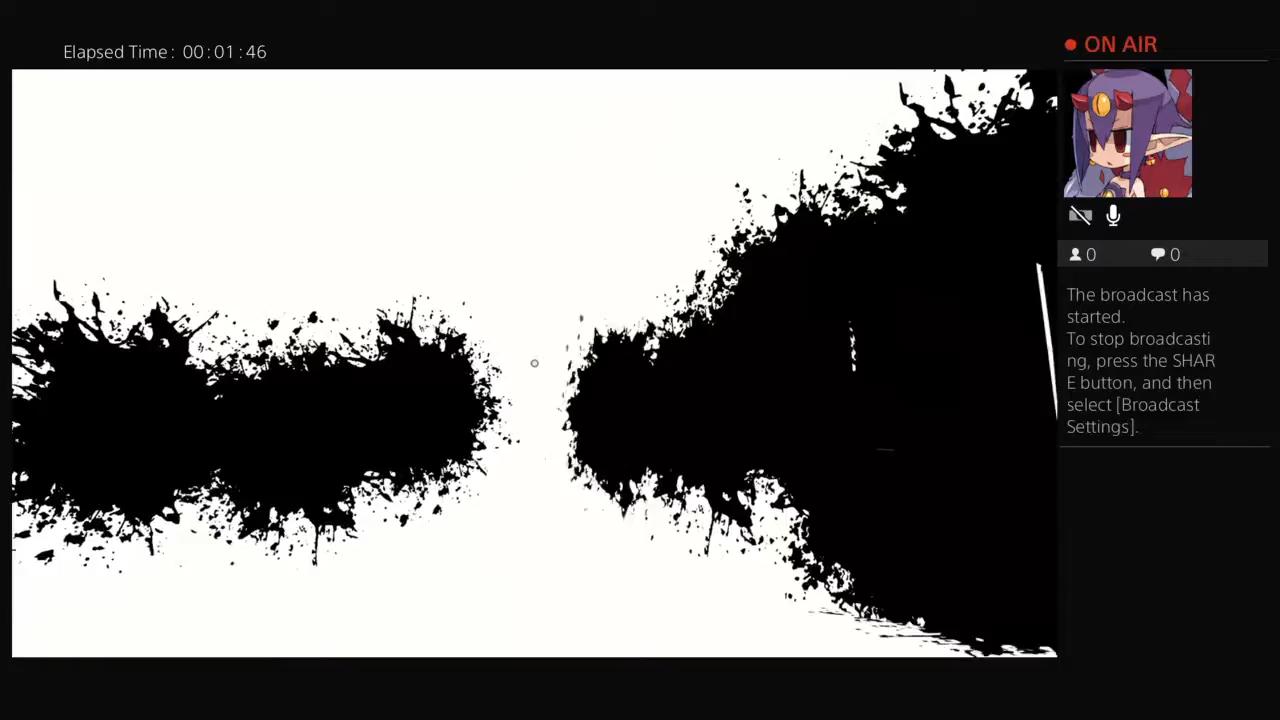 Elapsed Time: 00:01:46
ON AIR
0 0
The broadcast has
started.
To stop broadcasti
ng, press the SHAR
E button, and then
select [Broadcast
Settings].